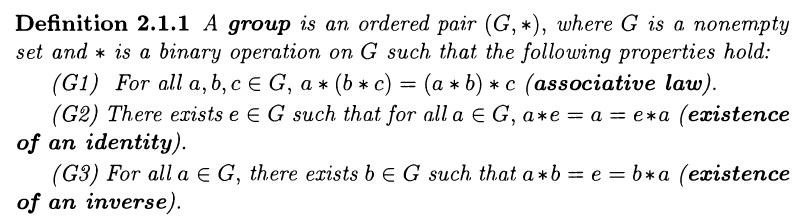 Definition 2.1.1 A group is an ordered pair (G, *), where G is a nonempty
set and * is a binary operation on G such that the following properties hold:
(G1) For all a, b, c ∈ G, a * (b * c) = (a * b) * c (associative law).
(G2) There exists e ∈ G such that for all a ∈ G, a*e = a = e*a (existence
of an identity).
(G3) For all a ∈ G, there exists b ∈ G such that a*b = e = b*a (existence
of an inverse).